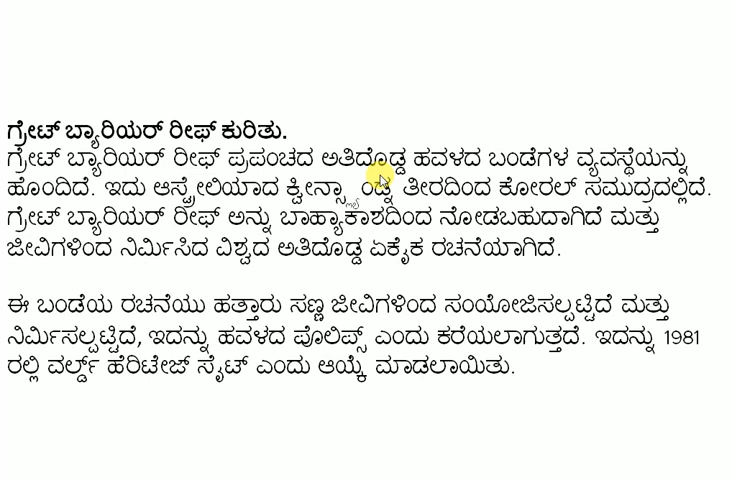 ಗ್ರೇಟ್ ಬ್ಯಾರಿಯರ್ ರೀಫ್ ಕುರಿತು.
ಗ್ರೇಟ್ ಬ್ಯಾರಿಯರ್ ರೀಫ್ ಪ್ರಪಂಚದ ಅತಿದೊಡ್ಡ ಹವಳದ ಬಂಡೆಗಳ ವ್ಯವಸ್ಥೆಯನ್ನು
ಹೊಂದಿದೆ. ಇದು ಆಸ್ಟ್ರೇಲಿಯಾದ ಕ್ವೀನ್ಸ್ಲ್ಯಾಂಡ್ನ ತೀರದಿಂದ ಕೋರಲ್ ಸಮುದ್ರದಲ್ಲಿದೆ.
ಗ್ರೇಟ್ ಬ್ಯಾರಿಯರ್ ರೀಫ್ ಅನ್ನು ಬಾಹ್ಯಾಕಾಶದಿಂದ ನೋಡಬಹುದಾಗಿದೆ ಮತ್ತು
ಜೀವಿಗಳಿಂದ ನಿರ್ಮಿಸಿದ ವಿಶ್ವದ ಅತಿದೊಡ್ಡ ಏಕೈಕ ರಚನೆಯಾಗಿದೆ.
ಈ ಬಂಡೆಯ ರಚನೆಯು ಹತ್ತಾರು ಸಣ್ಣ ಜೀವಿಗಳಿಂದ ಸಂಯೋಜಿಸಲ್ಪಟ್ಟಿದೆ ಮತ್ತು
ನಿರ್ಮಿಸಲ್ಪಟ್ಟಿದೆ, ಇದನ್ನು ಹವಳದ ಪೊಲಿಪ್ಸ್ ಎಂದು ಕರೆಯಲಾಗುತ್ತದೆ. ಇದನ್ನು 1981
ರಲ್ಲಿ ವರ್ಲ್ಡ್ ಹೆರಿಟೇಜ್ ಸೈಟ್ ಎಂದು ಆಯ್ಕೆ ಮಾಡಲಾಯಿತು.